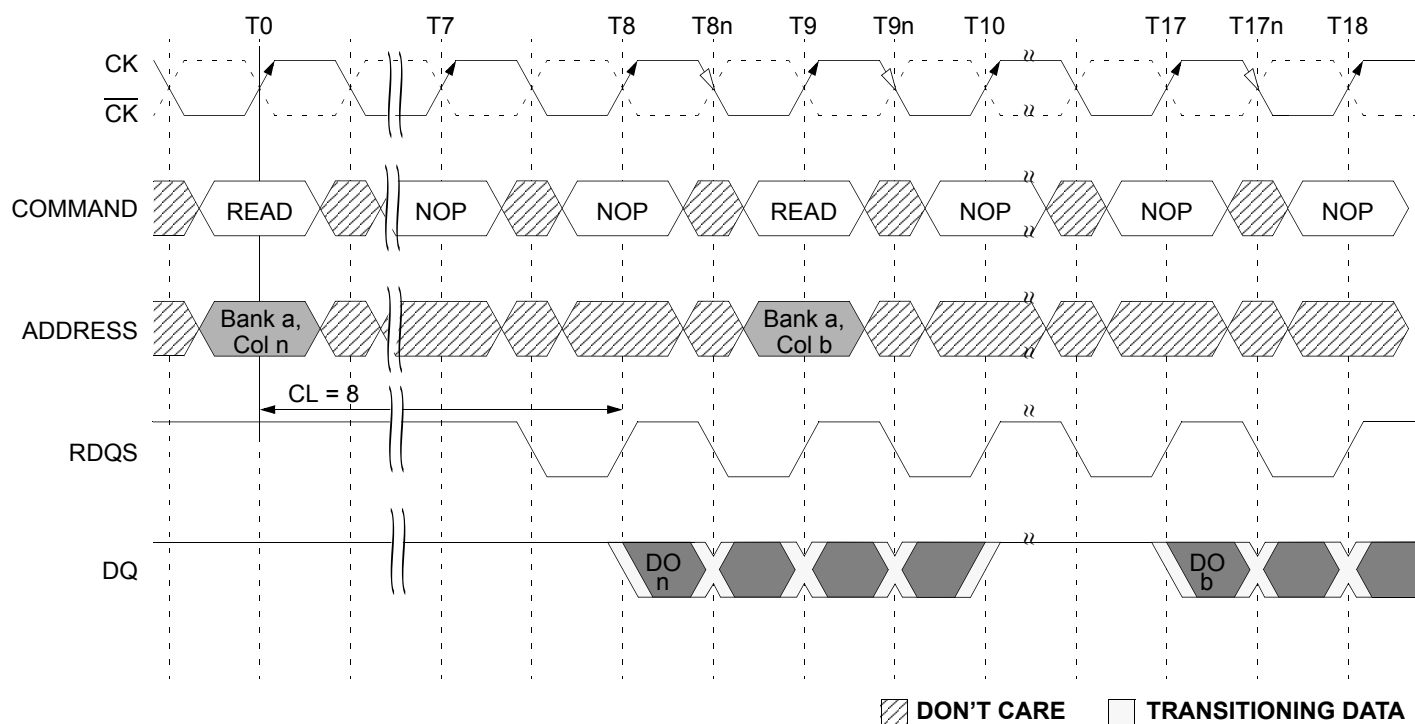 T0 T7 T8 T8n T9 T9n T10 T17 T17n T18
CK
CK
COMMAND READ NOP NOP READ NOP NOP NOP
ADDRESS Bank a, Col n Bank a, Col b
CL = 8
RDQS
DQ DO n DO b
DON'T CARE TRANSITIONING DATA